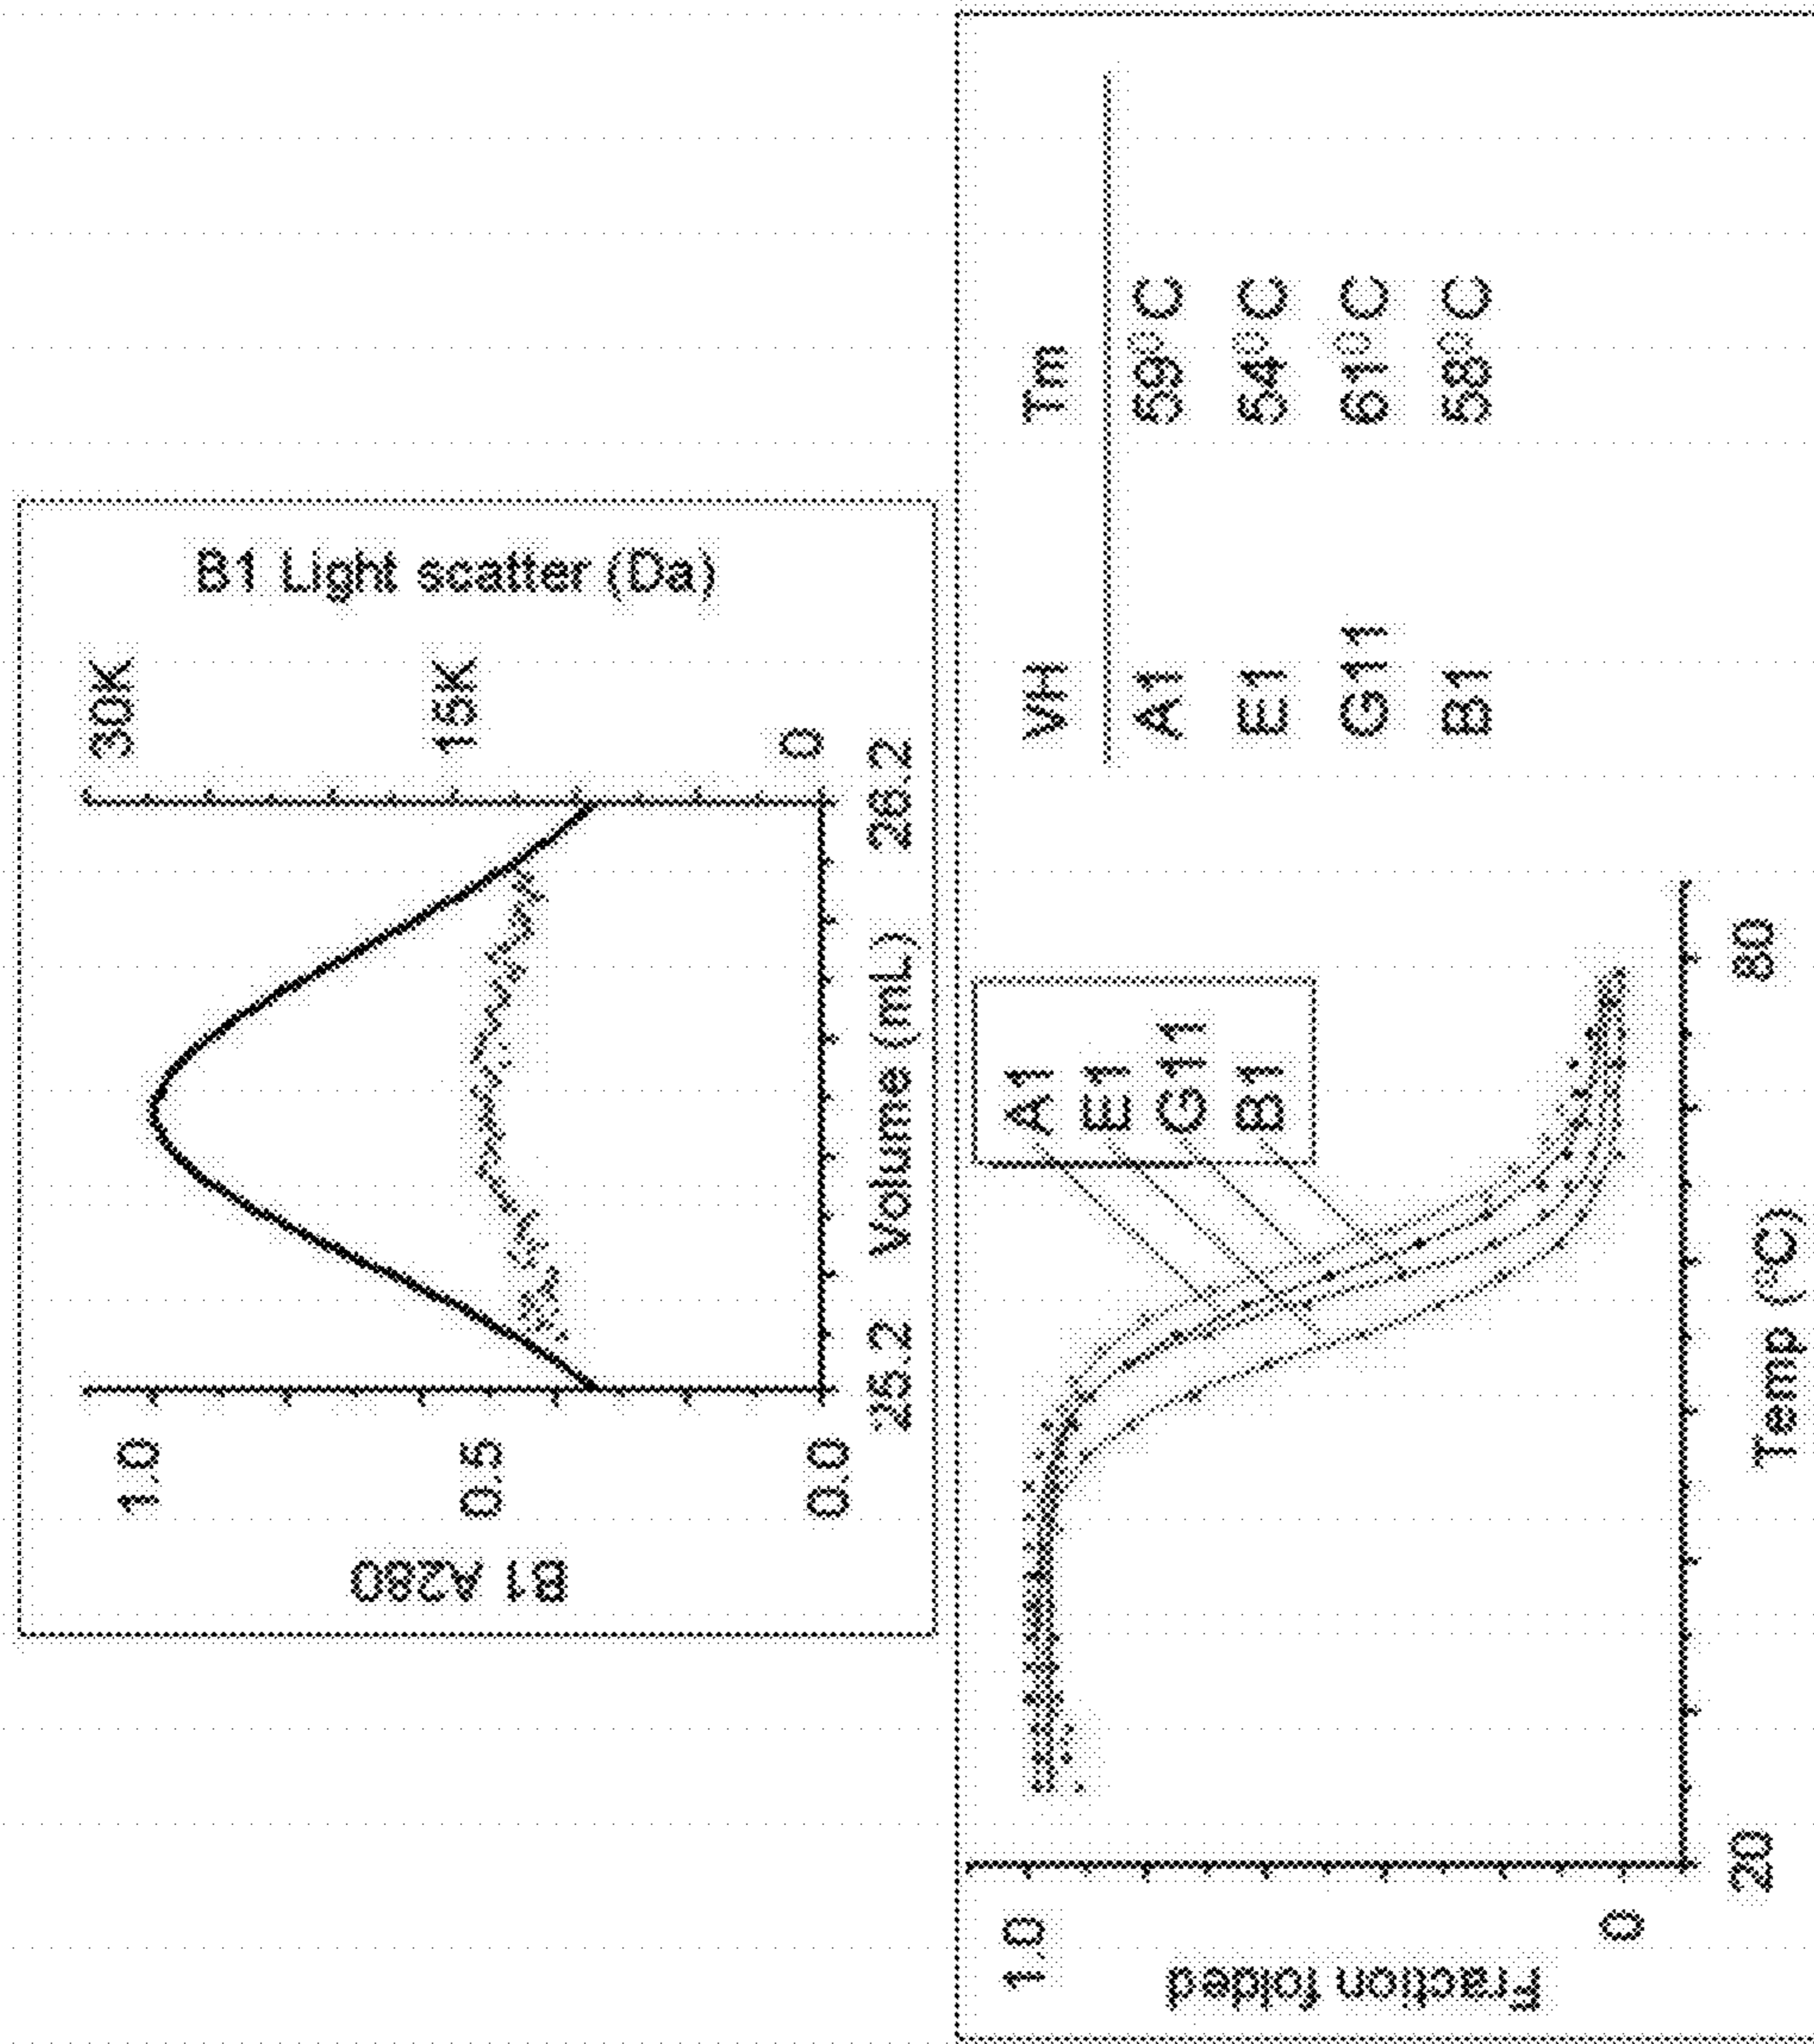 B1 A280
1.0
0.5
0.0
B1 Light scatter (Da)
30K
15K
0
25.2
Volume (mL)
26.2
Fraction folded
1.0
0
A1
E1
G11
B1
20
Temp (°C)
80
VH Tm
A1 59°C
E1 54°C
G11 61°C
B1 58°C